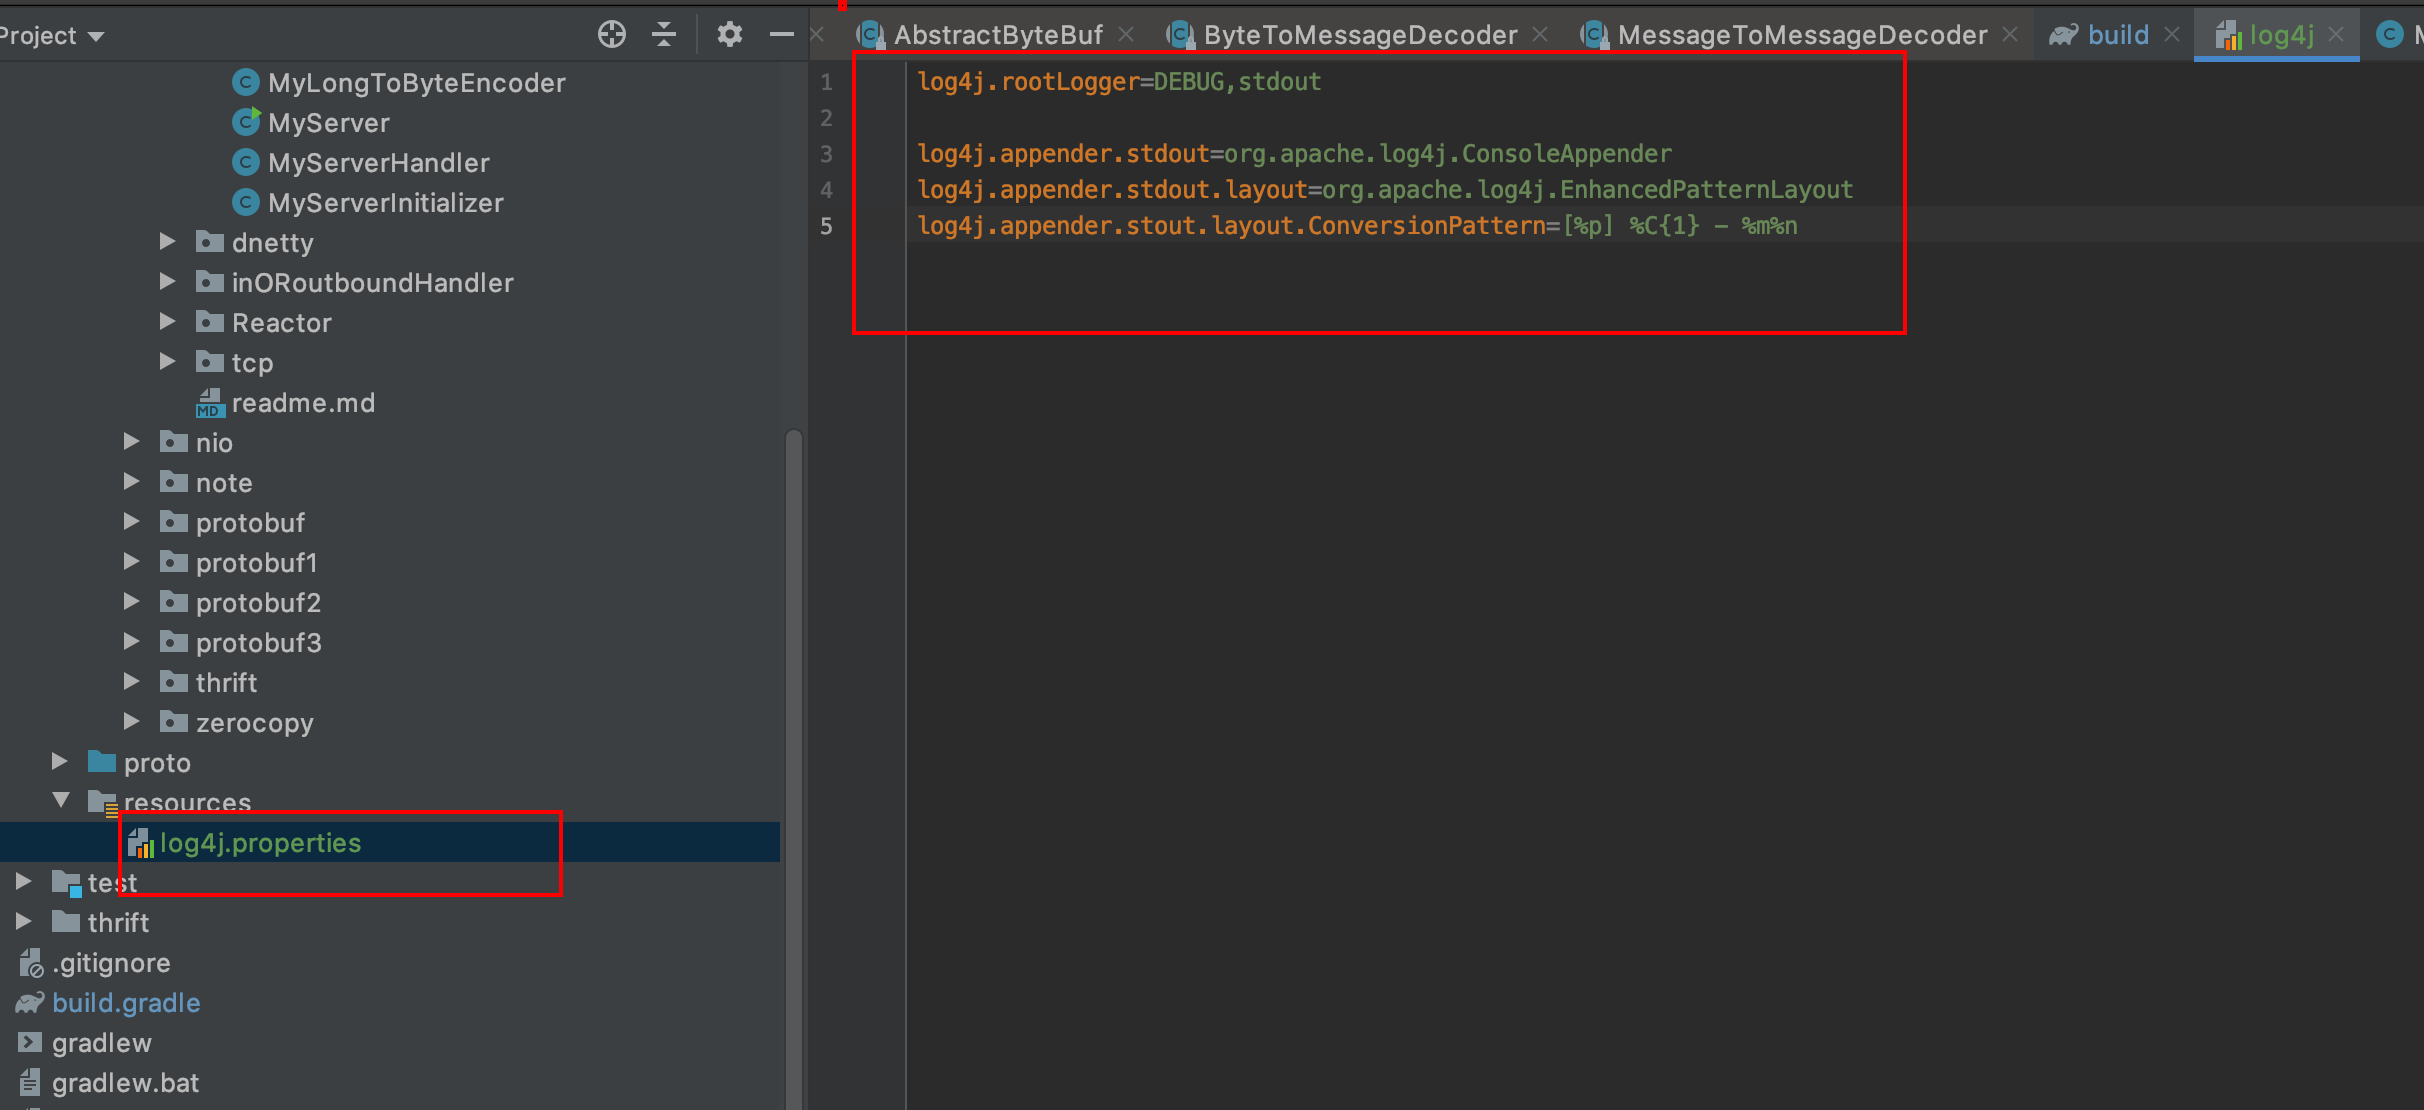 Project
MyLongToByteEncoder
MyServer
MyServerHandler
MyServerInitializer
dnetty
inORoutboundHandler
Reactor
tcp
readme.md
nio
note
protobuf
protobuf1
protobuf2
protobuf3
thrift
zerocopy
proto
resources
log4j.properties
test
thrift
.gitignore
build.gradle
gradlew
gradlew.bat
AbstractByteBuf ByteToMessageDecoder MessageToMessageDecoder build log4j
1 log4j.rootLogger=DEBUG,stdout
2
3 log4j.appender.stdout=org.apache.log4j.ConsoleAppender
4 log4j.appender.stdout.layout=org.apache.log4j.EnhancedPatternLayout
5 log4j.appender.stout.layout.ConversionPattern=[%p] %C{1} - %m%n